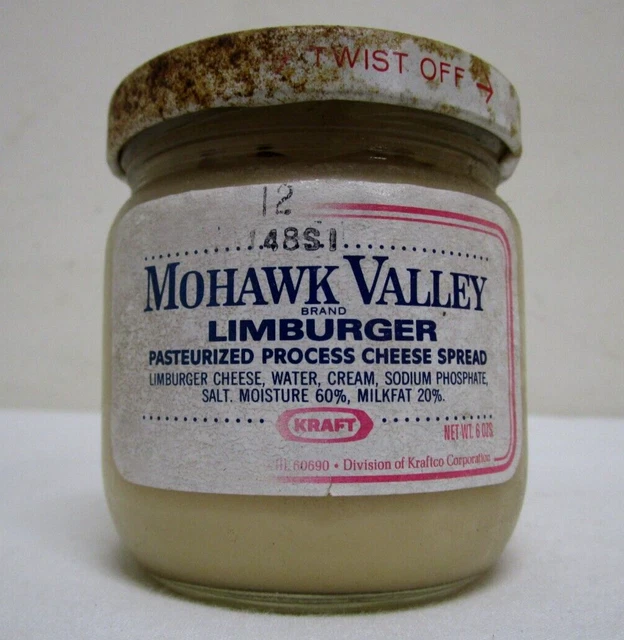 TWIST OFF →
12
148S1
MOHAWK VALLEY
BRAND
LIMBURGER
PASTEURIZED PROCESS CHEESE SPREAD
LIMBURGER CHEESE, WATER, CREAM, SODIUM PHOSPHATE,
SALT. MOISTURE 60%, MILKFAT 20%.
KRAFT
NET WT. 6 OZS.
Ill. 60690 • Division of Kraftco Corporation